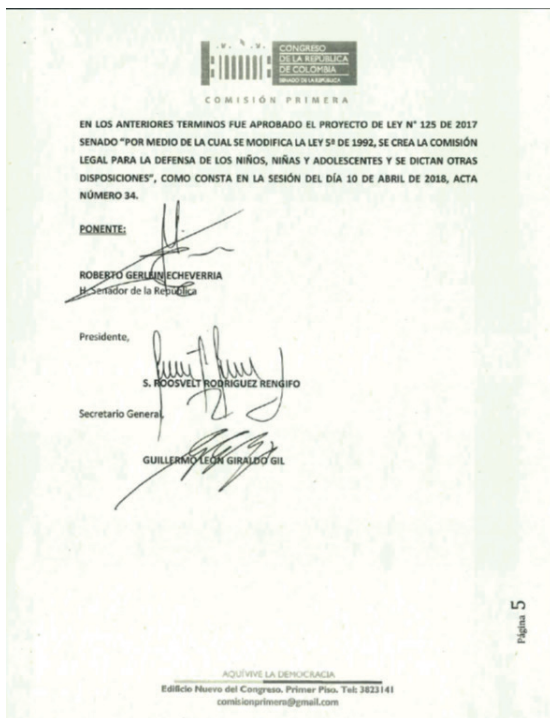 CONGRESO
DE LA REPÚBLICA
DE COLOMBIA
SENADO DE LA REPÚBLICA
COMISIÓN PRIMERA
EN LOS ANTERIORES TERMINOS FUE APROBADO EL PROYECTO DE LEY N° 125 DE 2017
SENADO "POR MEDIO DE LA CUAL SE MODIFICA LA LEY 5ª DE 1992, SE CREA LA COMISIÓN
LEGAL PARA LA DEFENSA DE LOS NIÑOS, NIÑAS Y ADOLESCENTES Y SE DICTAN OTRAS
DISPOSICIONES", COMO CONSTA EN LA SESIÓN DEL DÍA 10 DE ABRIL DE 2018, ACTA
NÚMERO 34.
PONENTE:
ROBERTO GERLEIN ECHEVERRIA
H. Senador de la República
Presidente,
S. ROOSVELT RODRIGUEZ RENGIFO
Secretario General,
GUILLERMO LEÓN GIRALDO GIL
Página 5
AQUÍ VIVE LA DEMOCRACIA
Edificio Nuevo del Congreso. Primer Piso. Tel: 3823141
comisionprimera@gmail.com